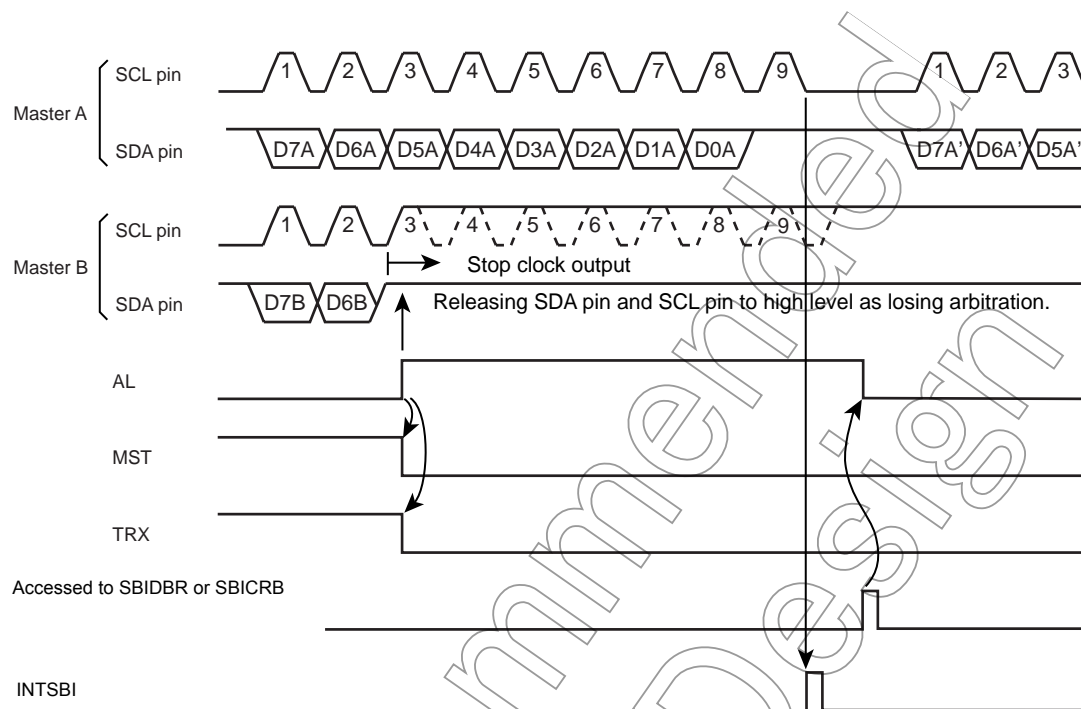 Master A
SCL pin
1 2 3 4 5 6 7 8 9 1 2 3
SDA pin
D7A D6A D5A D4A D3A D2A D1A D0A D7A' D6A' D5A'
Master B
SCL pin
1 2 3 4 5 6 7 8 9
Stop clock output
SDA pin
D7B D6B
Releasing SDA pin and SCL pin to high level as losing arbitration.
AL
MST
TRX
Accessed to SBIDBR or SBICRB
INTSBI
mmended
Design